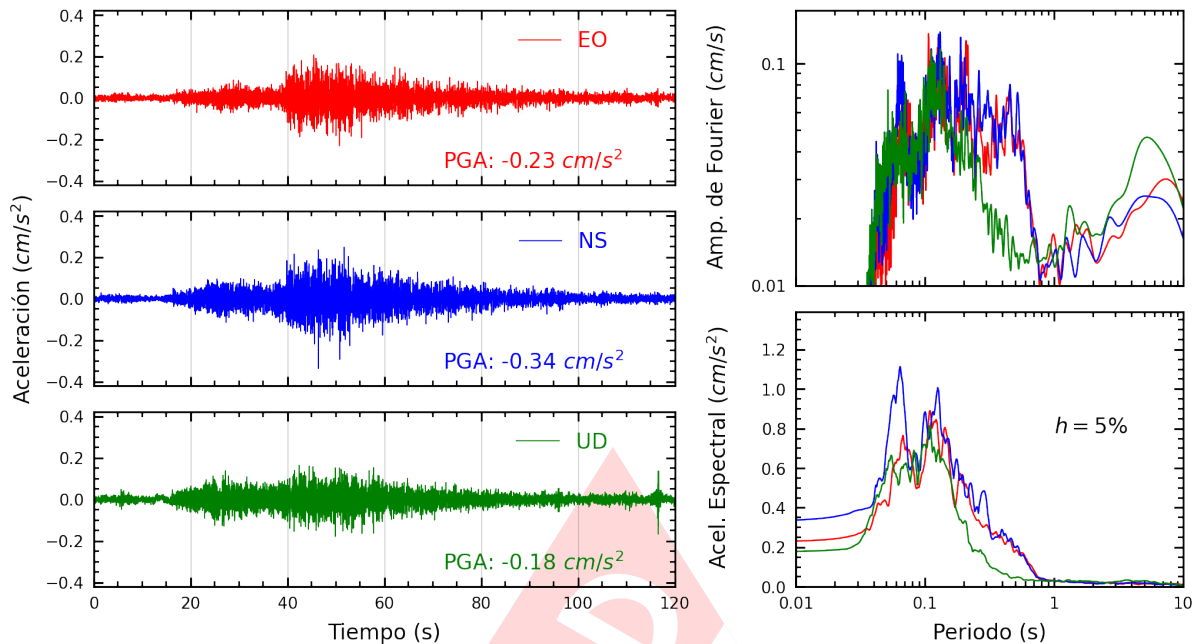 Aceleración (cm/s²)
0.4
0.2
0.0
−0.2
−0.4
EO
PGA: -0.23 cm/s²
0.4
0.2
0.0
−0.2
−0.4
NS
PGA: -0.34 cm/s²
0.4
0.2
0.0
−0.2
−0.4
UD
PGA: -0.18 cm/s²
0 20 40 60 80 100 120
Tiempo (s)
Amp. de Fourier (cm/s)
0.1
0.01
Acel. Espectral (cm/s²)
1.2
1.0
0.8
0.6
0.4
0.2
0.0
h = 5%
0.01 0.1 1 10
Periodo (s)